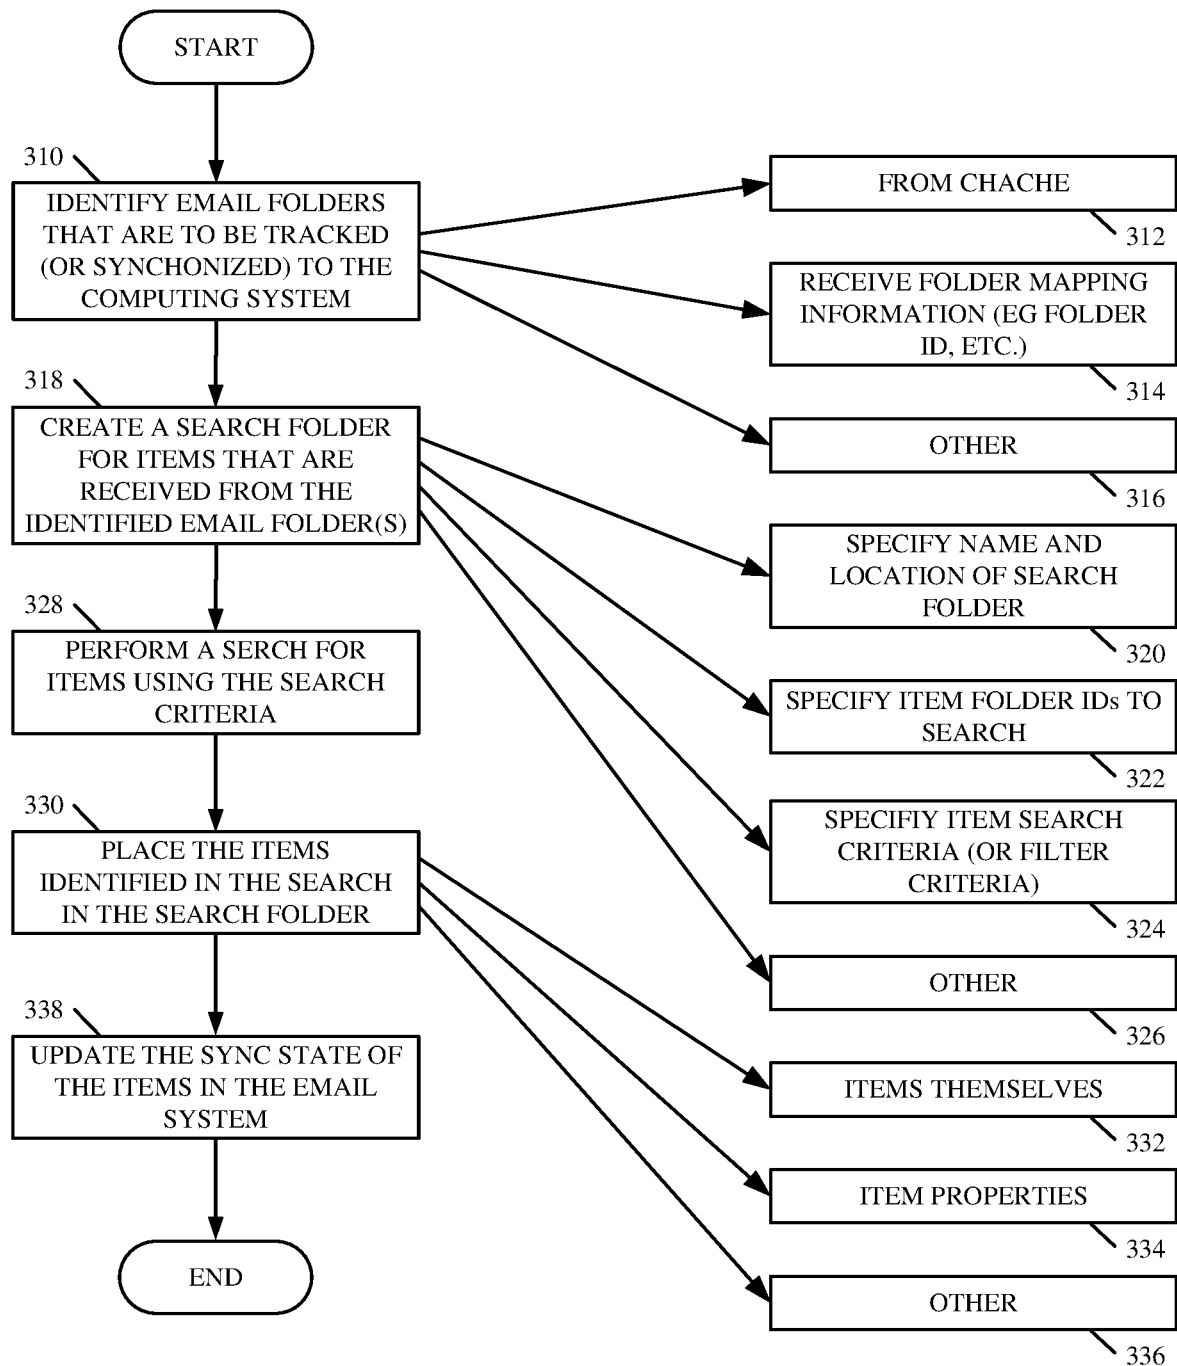 START
310
IDENTIFY EMAIL FOLDERS
THAT ARE TO BE TRACKED
(OR SYNCHONIZED) TO THE
COMPUTING SYSTEM
FROM CHACHE
312
RECEIVE FOLDER MAPPING
INFORMATION (EG FOLDER
ID, ETC.)
314
OTHER
316
318
CREATE A SEARCH FOLDER
FOR ITEMS THAT ARE
RECEIVED FROM THE
IDENTIFIED EMAIL FOLDER(S)
SPECIFY NAME AND
LOCATION OF SEARCH
FOLDER
320
SPECIFY ITEM FOLDER IDs TO
SEARCH
322
SPECIFIY ITEM SEARCH
CRITERIA (OR FILTER
CRITERIA)
324
OTHER
326
328
PERFORM A SERCH FOR
ITEMS USING THE SEARCH
CRITERIA
330
PLACE THE ITEMS
IDENTIFIED IN THE SEARCH
IN THE SEARCH FOLDER
ITEMS THEMSELVES
332
ITEM PROPERTIES
334
OTHER
336
338
UPDATE THE SYNC STATE OF
THE ITEMS IN THE EMAIL
SYSTEM
END